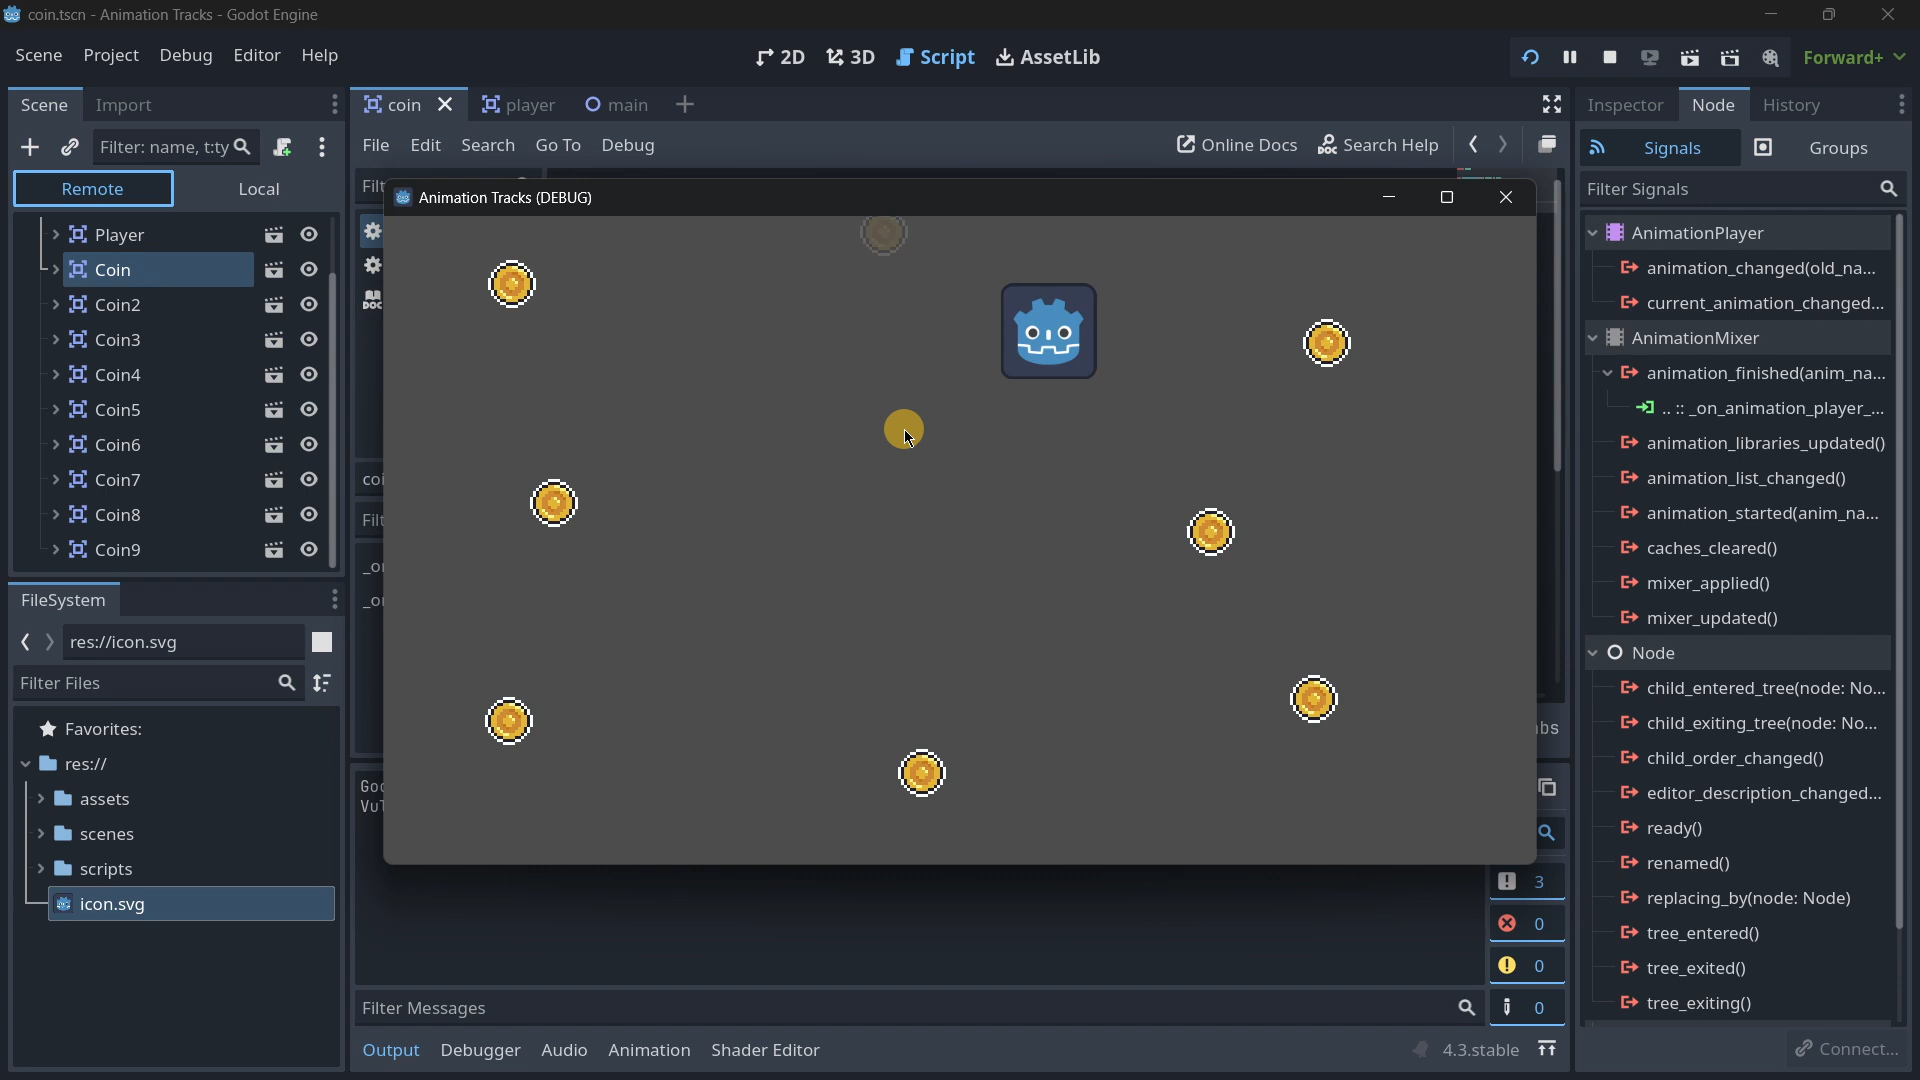 coin.tscn - Animation Tracks - Godot Engine
Scene Project Debug Editor Help
2D 3D Script AssetLib
Forward+
Scene Import
coin player main
Inspector Node History
Filter: name, t:ty
File Edit Search Go To Debug
Online Docs Search Help
Signals Groups
Remote Local
Filter Signals
Animation Tracks (DEBUG)
Player
Coin
Coin2
Coin3
Coin4
Coin5
Coin6
Coin7
Coin8
Coin9
DOC
AnimationPlayer
animation_changed(old_na...
current_animation_changed...
AnimationMixer
animation_finished(anim_na...
.. :: _on_animation_player_...
animation_libraries_updated()
animation_list_changed()
animation_started(anim_na...
caches_cleared()
mixer_applied()
mixer_updated()
Node
child_entered_tree(node: No...
child_exiting_tree(node: No...
child_order_changed()
editor_description_changed...
ready()
renamed()
replacing_by(node: Node)
tree_entered()
tree_exited()
tree_exiting()
Connect...
FileSystem
res://icon.svg
Filter Files
Favorites:
res://
assets
scenes
scripts
icon.svg
3
0
0
0
Filter Messages
Output Debugger Audio Animation Shader Editor
4.3.stable